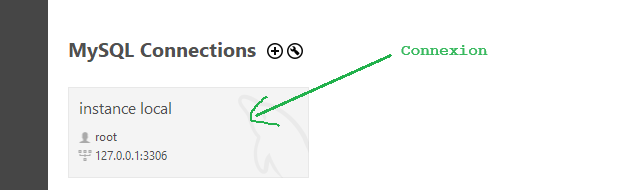 MySQL Connections
Connexion
instance local
root
127.0.0.1:3306